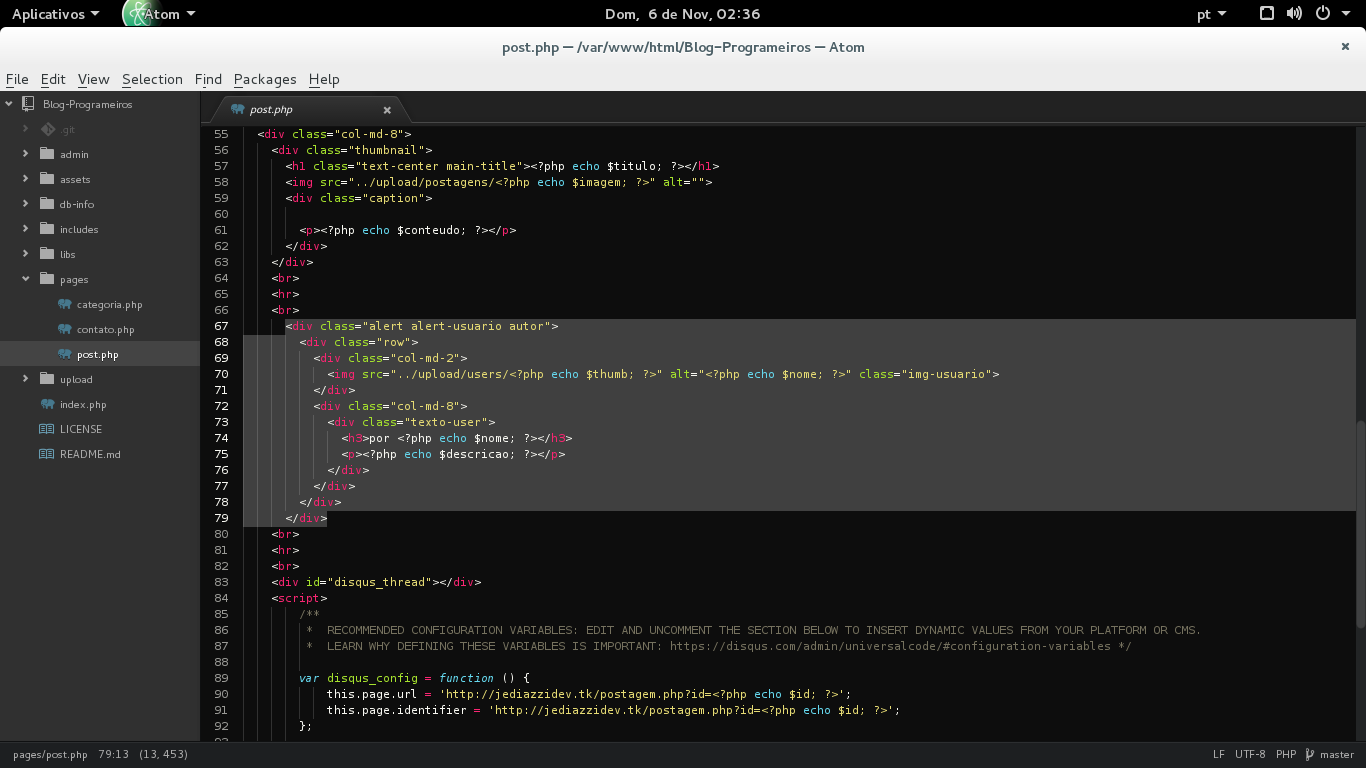 Aplicativos Atom Dom, 6 de Nov, 02:36 pt
post.php — /var/www/html/Blog-Programeiros — Atom ×
File Edit View Selection Find Packages Help
Blog-Programeiros
.git
admin
assets
db-info
includes
libs
pages
categoria.php
contato.php
post.php
upload
index.php
LICENSE
README.md
post.php ×
55 <div class="col-md-8">
56 <div class="thumbnail">
57 <h1 class="text-center main-title"><?php echo $titulo; ?></h1>
58 <img src="../upload/postagens/<?php echo $imagem; ?>" alt="">
59 <div class="caption">
60
61 <p><?php echo $conteudo; ?></p>
62 </div>
63 </div>
64 <br>
65 <hr>
66 <br>
67 <div class="alert alert-usuario autor">
68 <div class="row">
69 <div class="col-md-2">
70 <img src="../upload/users/<?php echo $thumb; ?>" alt="<?php echo $nome; ?>" class="img-usuario">
71 </div>
72 <div class="col-md-8">
73 <div class="texto-user">
74 <h3>por <?php echo $nome; ?></h3>
75 <p><?php echo $descricao; ?></p>
76 </div>
77 </div>
78 </div>
79 </div>
80 <br>
81 <hr>
82 <br>
83 <div id="disqus_thread"></div>
84 <script>
85 /**
86 * RECOMMENDED CONFIGURATION VARIABLES: EDIT AND UNCOMMENT THE SECTION BELOW TO INSERT DYNAMIC VALUES FROM YOUR PLATFORM OR CMS.
87 * LEARN WHY DEFINING THESE VARIABLES IS IMPORTANT: https://disqus.com/admin/universalcode/#configuration-variables */
88
89 var disqus_config = function () {
90 this.page.url = 'http://jediazzidev.tk/postagem.php?id=<?php echo $id; ?>';
91 this.page.identifier = 'http://jediazzidev.tk/postagem.php?id=<?php echo $id; ?>';
92 };
pages/post.php 79:13 (13, 453) LF UTF-8 PHP master